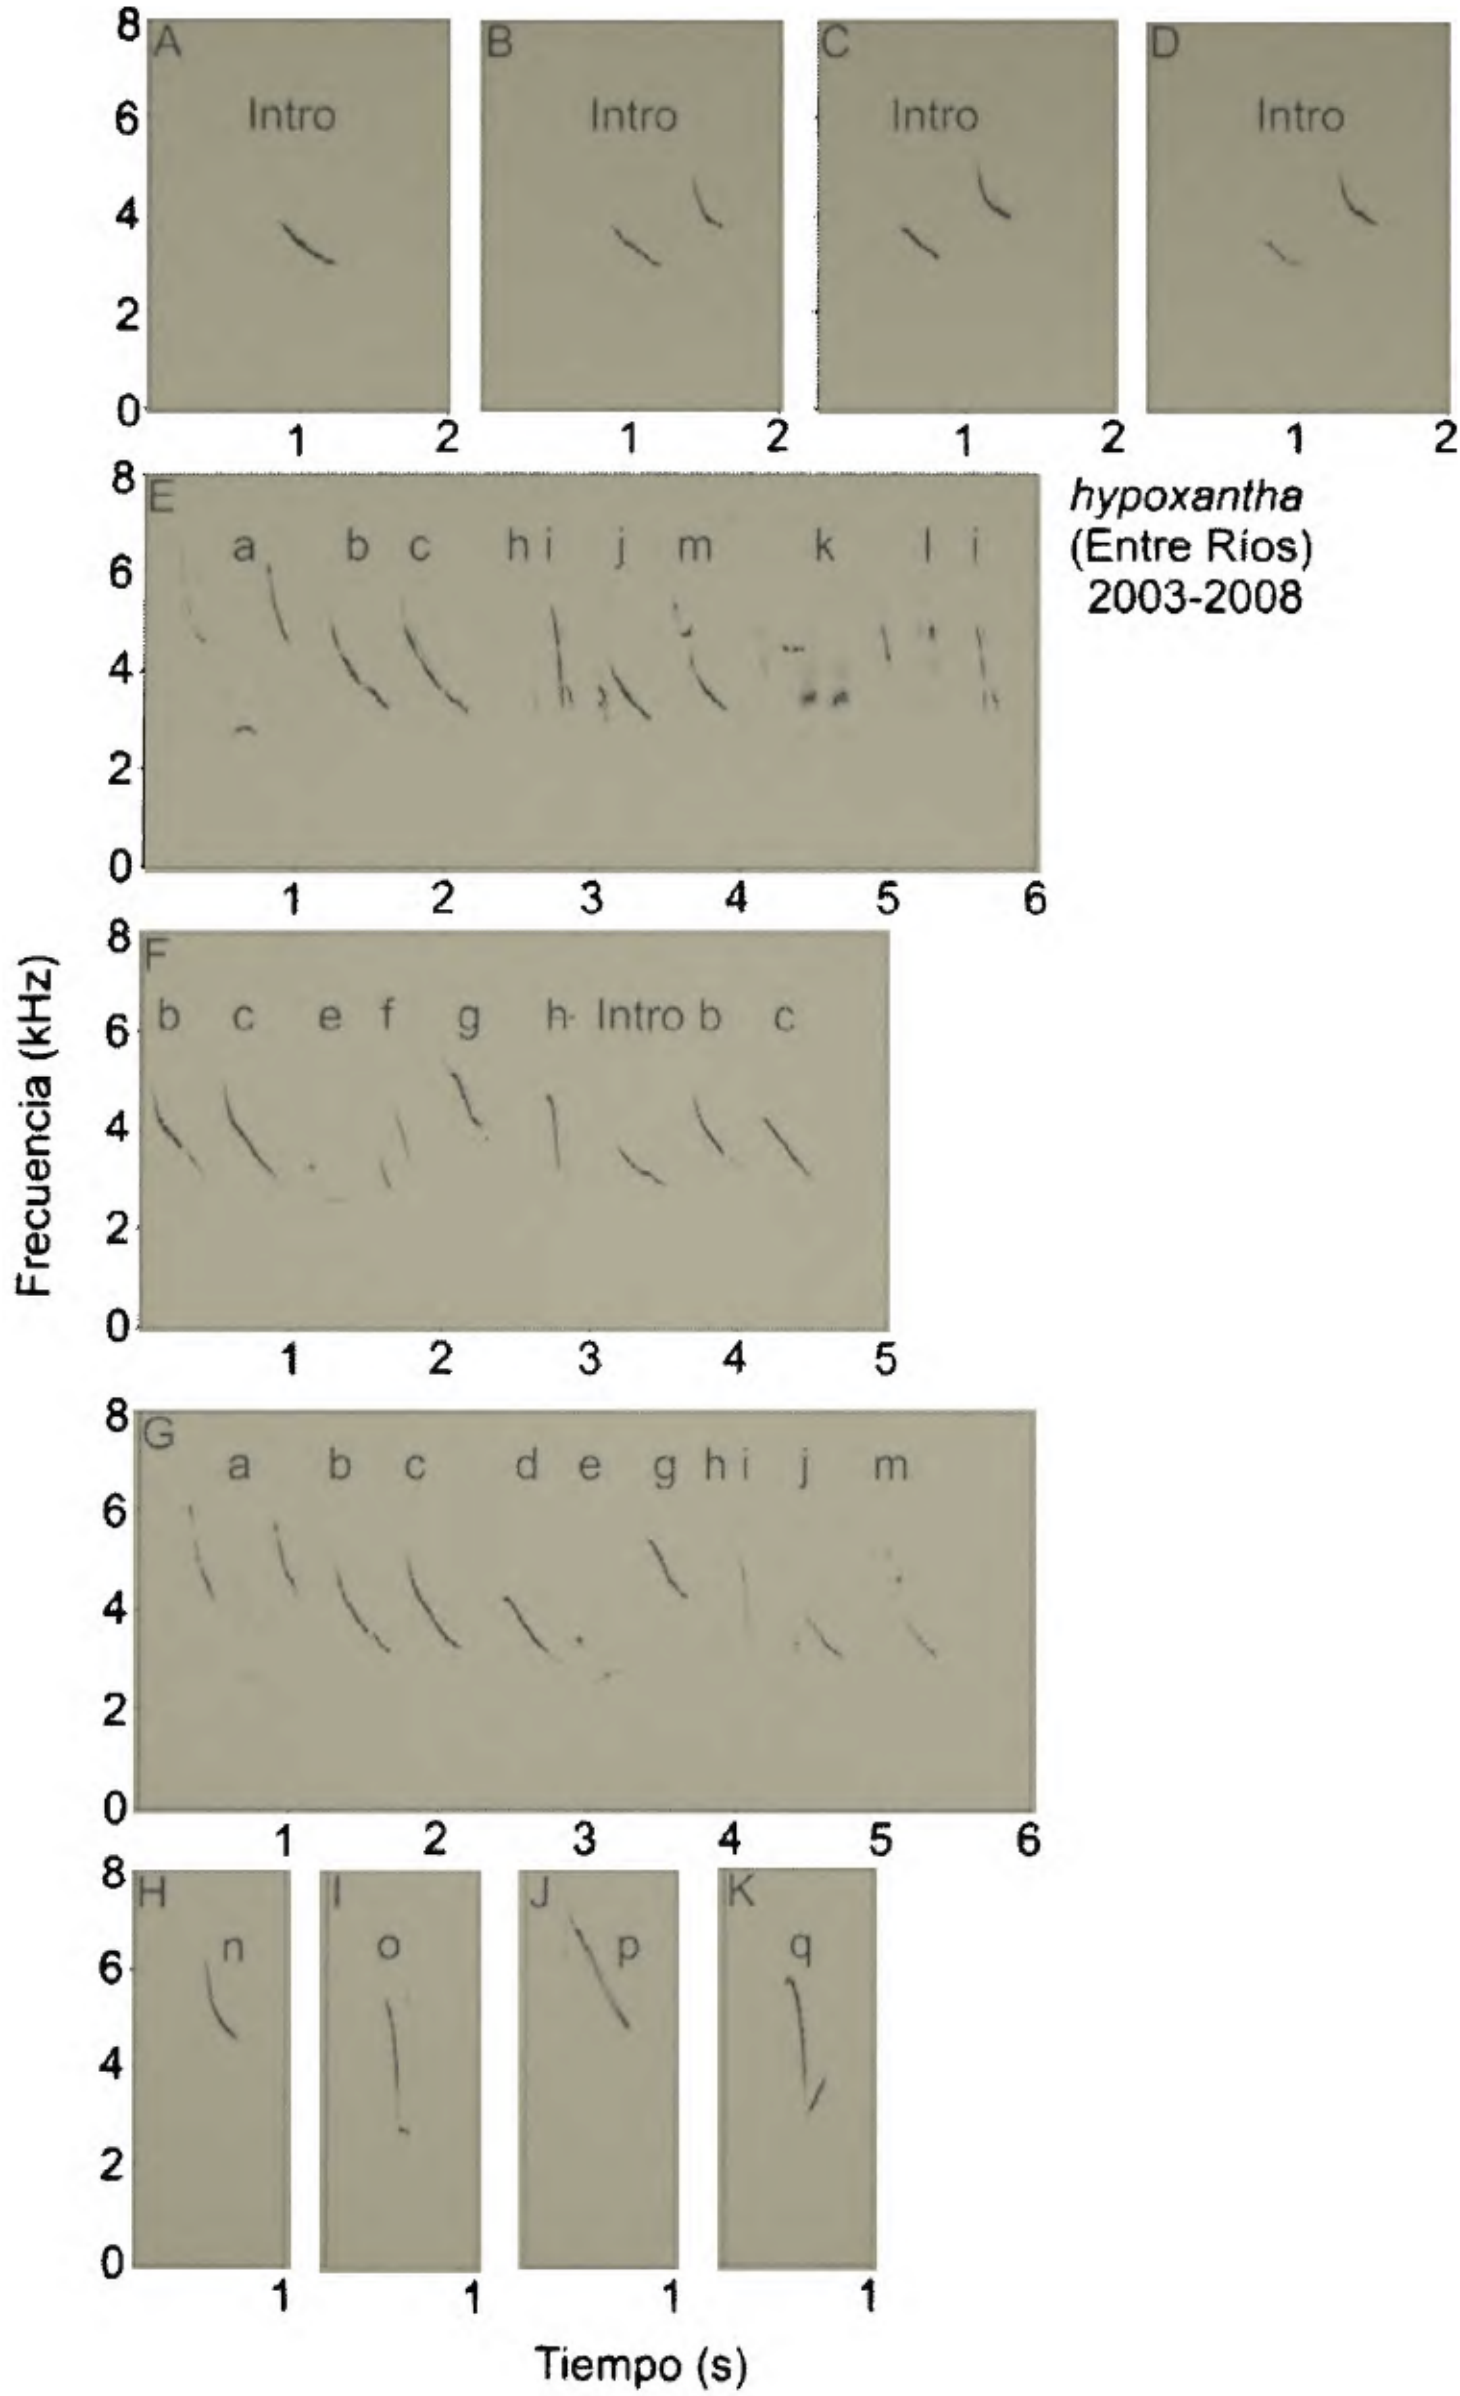 8 A B C D
6 Intro Intro Intro Intro
4
2
0
1 2 1 2 1 2 1 2
8 E hypoxantha
a b c h i j m k l i (Entre Ríos)
6 2003-2008
4
2
0
1 2 3 4 5 6
Frecuencia (kHz)
8 F
6 b c e f g h Intro b c
4
2
0
1 2 3 4 5
8 G
a b c d e g h i j m
6
4
2
0
1 2 3 4 5 6
8 H I J K
n o p q
6
4
2
0
1 1 1 1
Tiempo (s)